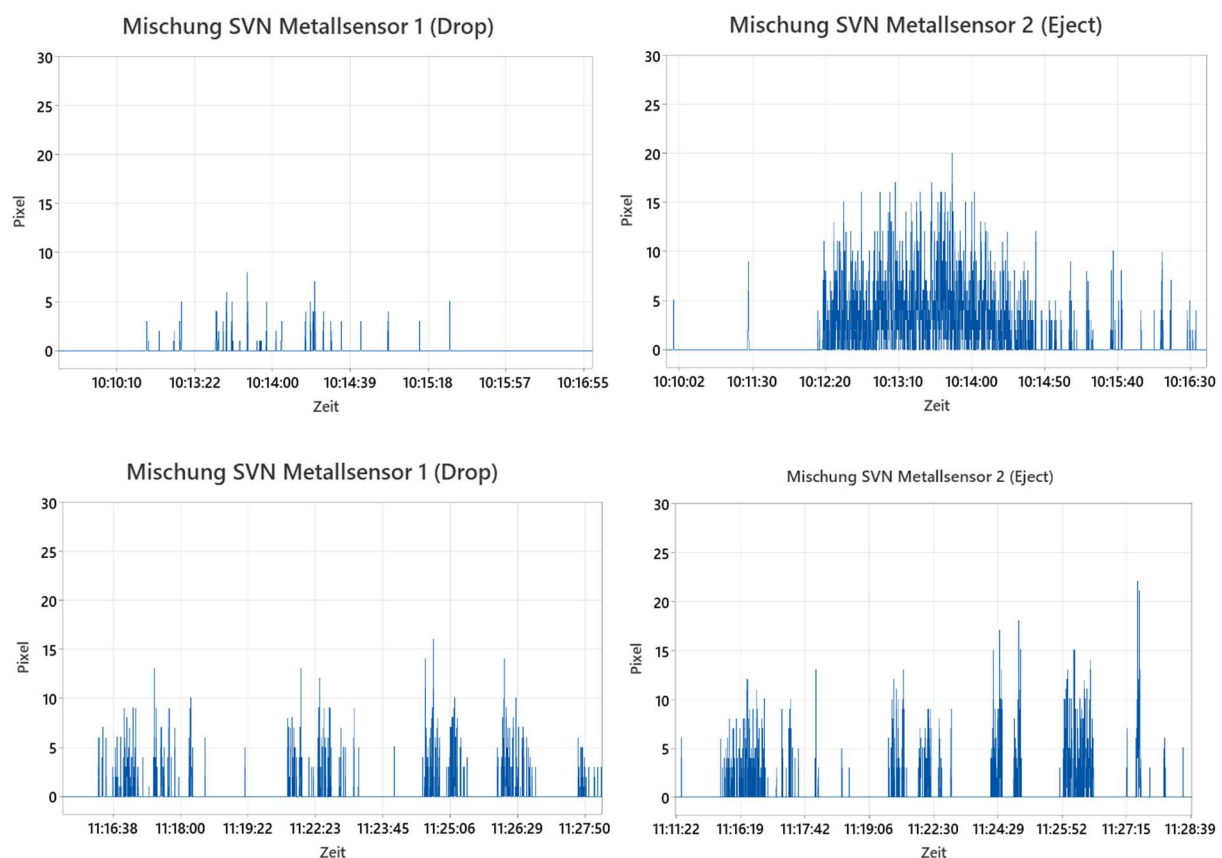 Mischung SVN Metallsensor 1 (Drop)
30
25
20
15
10
5
0
Pixel
10:10:10 10:13:22 10:14:00 10:14:39 10:15:18 10:15:57 10:16:55
Zeit
Mischung SVN Metallsensor 2 (Eject)
30
25
20
15
10
5
0
Pixel
10:10:02 10:11:30 10:12:20 10:13:10 10:14:00 10:14:50 10:15:40 10:16:30
Zeit
Mischung SVN Metallsensor 1 (Drop)
30
25
20
15
10
5
0
Pixel
11:16:38 11:18:00 11:19:22 11:22:23 11:23:45 11:25:06 11:26:29 11:27:50
Zeit
Mischung SVN Metallsensor 2 (Eject)
30
25
20
15
10
5
0
Pixel
11:11:22 11:16:19 11:17:42 11:19:06 11:22:30 11:24:29 11:25:52 11:27:15 11:28:39
Zeit